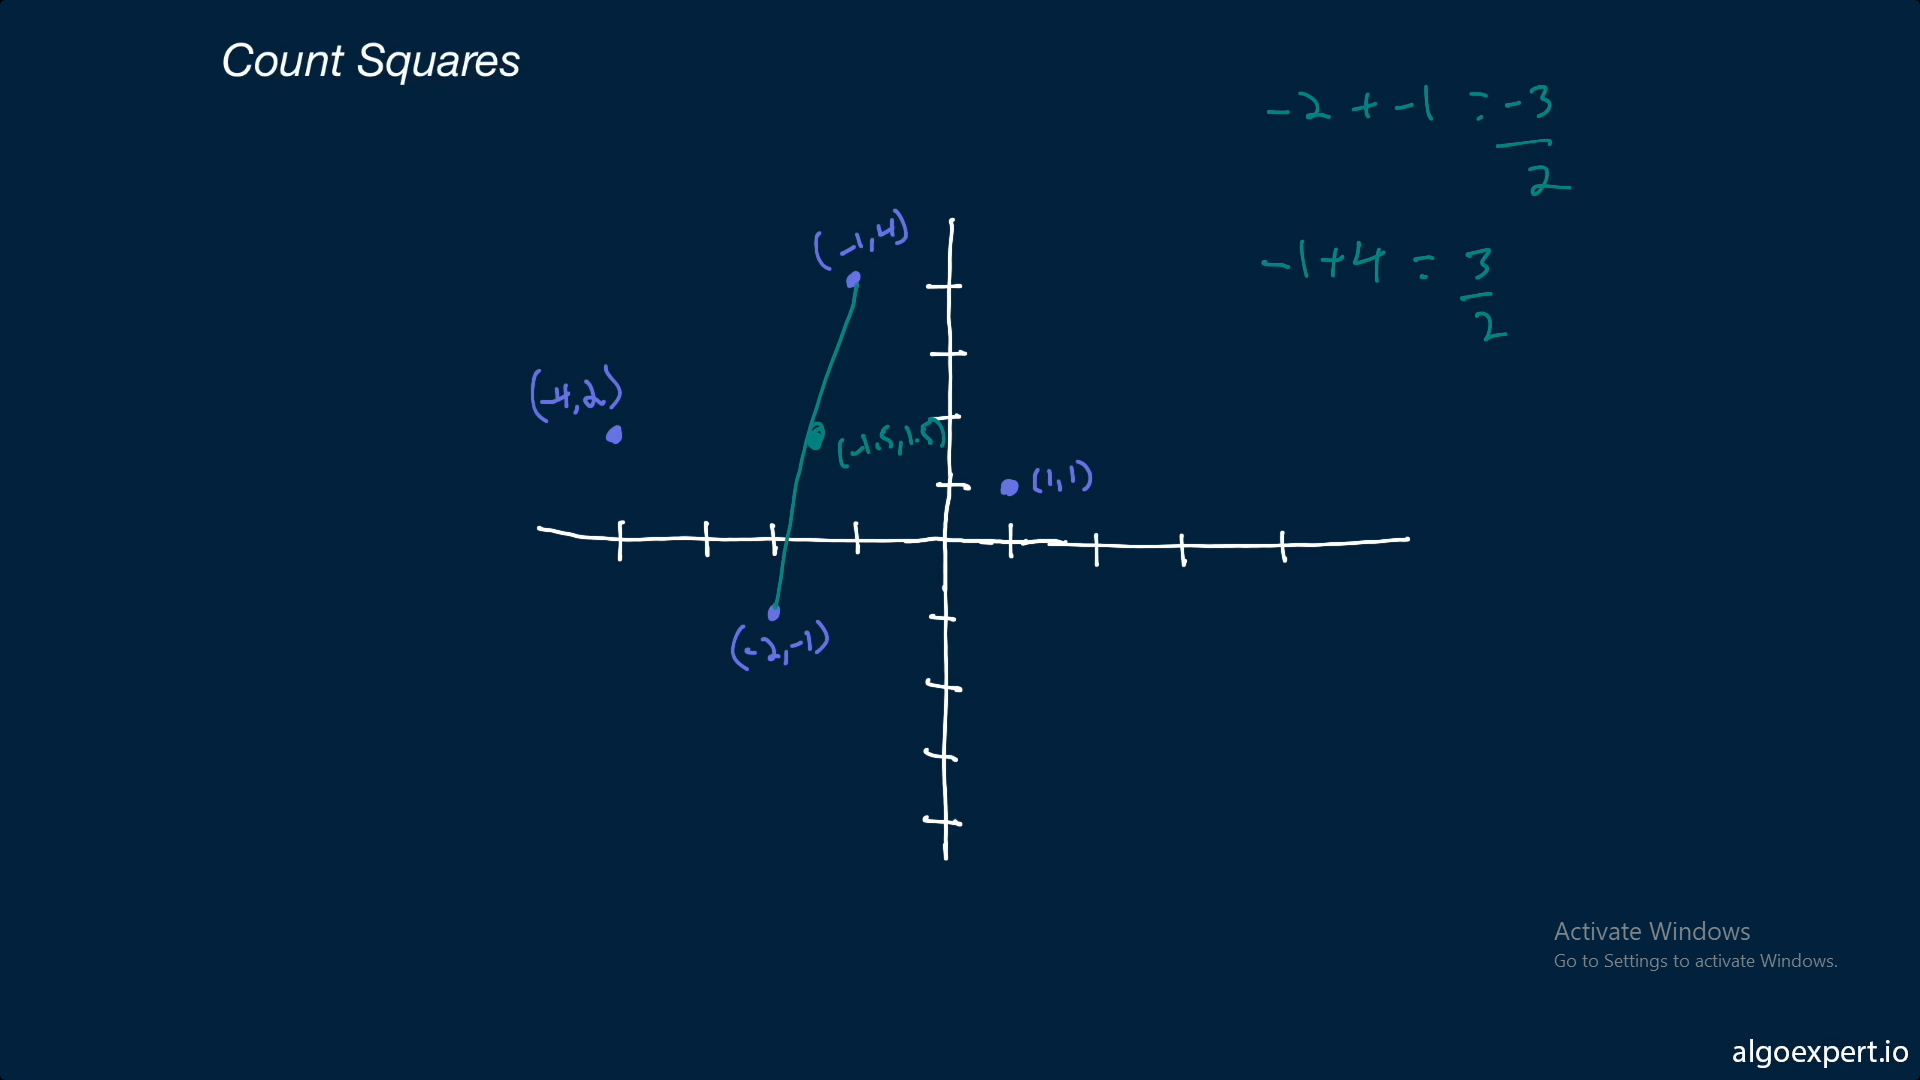 Count Squares
-2 + -1 = -3
2
-1+4 = 3
2
(-1,4)
(-4,2)
(-1.5,1.5)
(1,1)
(-2,-1)
Activate Windows
Go to Settings to activate Windows.
algoexpert.io